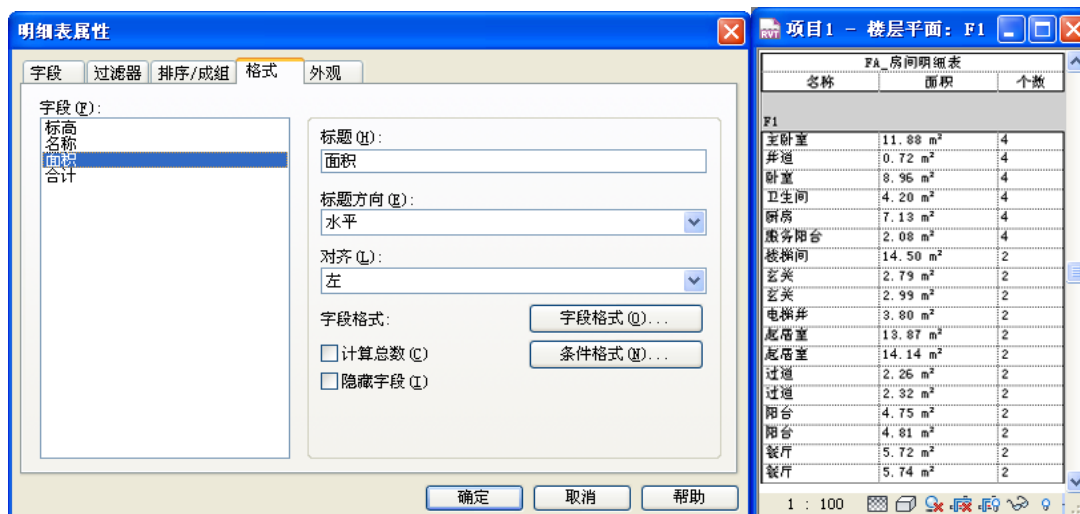 明细表属性
字段 过滤器 排序/成组 格式 外观
字段(F):
标高
名称
面积
合计
标题(H):
面积
标题方向(E):
水平
对齐(L):
左
字段格式: 字段格式(O)...
计算总数(C) 条件格式(N)...
隐藏字段(I)
确定 取消 帮助
RVT 项目1 - 楼层平面: F1
FA_房间明细表
名称 面积 个数
F1
主卧室 11.88 m² 4
井道 0.72 m² 4
卧室 8.96 m² 4
卫生间 4.20 m² 4
厨房 7.13 m² 4
服务阳台 2.08 m² 4
楼梯间 14.50 m² 2
玄关 2.79 m² 2
玄关 2.99 m² 2
电梯井 3.80 m² 2
起居室 13.87 m² 2
起居室 14.14 m² 2
过道 2.26 m² 2
过道 2.32 m² 2
阳台 4.75 m² 2
阳台 4.81 m² 2
餐厅 5.72 m² 2
餐厅 5.74 m² 2
1 : 100